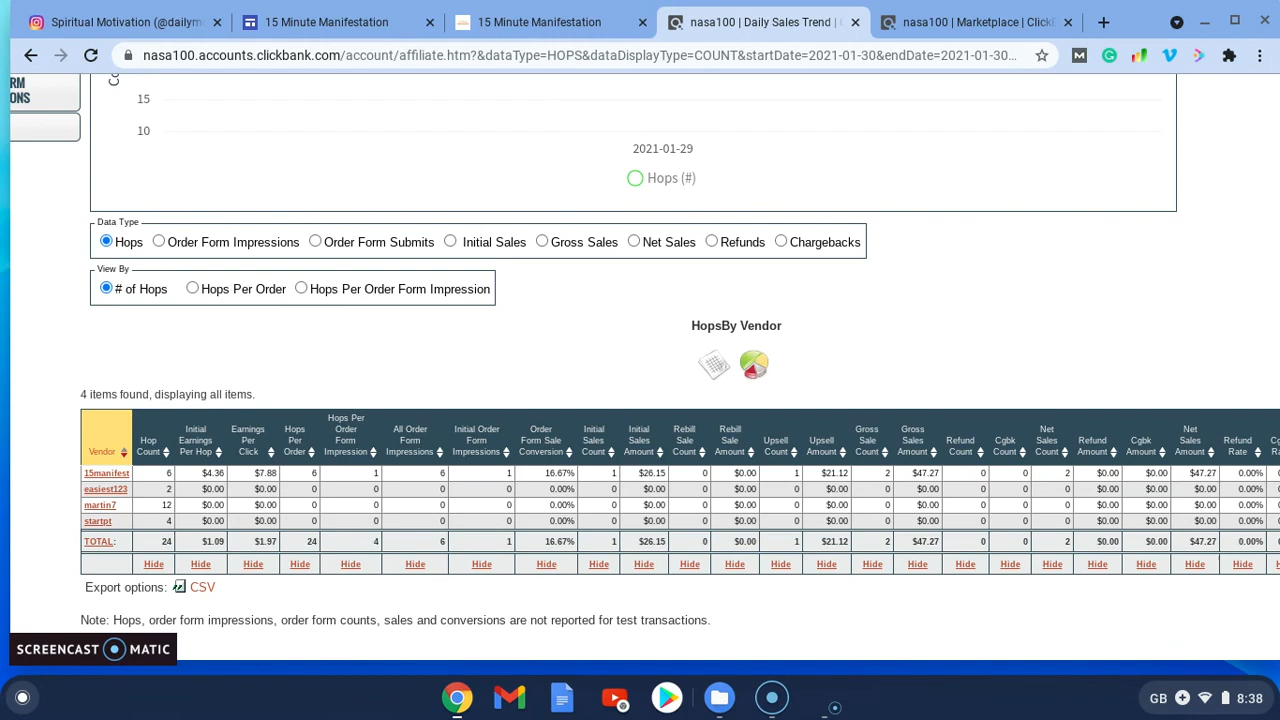 Spiritual Motivation (@dailym
15 Minute Manifestation
15 Minute Manifestation
nasa100 | Daily Sales Trend |
nasa100 | Marketplace | Click
nasa100.accounts.clickbank.com/account/affiliate.htm?&dataType=HOPS&dataDisplayType=COUNT&startDate=2021-01-30&endDate=2021-01-30...
RM
ONS
15
10
2021-01-29
Hops (#)
Data Type
Hops Order Form Impressions Order Form Submits Initial Sales Gross Sales Net Sales Refunds Chargebacks
View By
# of Hops Hops Per Order Hops Per Order Form Impression
HopsBy Vendor
4 items found, displaying all items.
Vendor Hop Count Initial Earnings Per Hop Earnings Per Click Hops Per Order Hops Per Order Form Impression All Order Form Impressions Initial Order Form Impressions Order Form Sale Conversion Initial Sales Count Initial Sales Amount Rebill Sale Count Rebill Sale Amount Upsell Count Upsell Amount Gross Sale Count Gross Sales Amount Refund Count Cgbk Count Net Sales Count Refund Amount Cgbk Amount Net Sales Amount Refund Rate
15manifest 6 $4.36 $7.88 6 1 6 1 16.67% 1 $26.15 0 $0.00 1 $21.12 2 $47.27 0 0 2 $0.00 $0.00 $47.27 0.00%
easiest123 2 $0.00 $0.00 0 0 0 0 0.00% 0 $0.00 0 $0.00 0 $0.00 0 $0.00 0 0 0 $0.00 $0.00 $0.00 0.00%
martin7 12 $0.00 $0.00 0 0 0 0 0.00% 0 $0.00 0 $0.00 0 $0.00 0 $0.00 0 0 0 $0.00 $0.00 $0.00 0.00%
startpt 4 $0.00 $0.00 0 0 0 0 0.00% 0 $0.00 0 $0.00 0 $0.00 0 $0.00 0 0 0 $0.00 $0.00 $0.00 0.00%
TOTAL: 24 $1.09 $1.97 24 4 6 1 16.67% 1 $26.15 0 $0.00 1 $21.12 2 $47.27 0 0 2 $0.00 $0.00 $47.27 0.00%
Hide Hide Hide Hide Hide Hide Hide Hide Hide Hide Hide Hide Hide Hide Hide Hide Hide Hide Hide Hide Hide Hide Hide
Export options: CSV
Note: Hops, order form impressions, order form counts, sales and conversions are not reported for test transactions.
SCREENCAST MATIC
GB 8:38